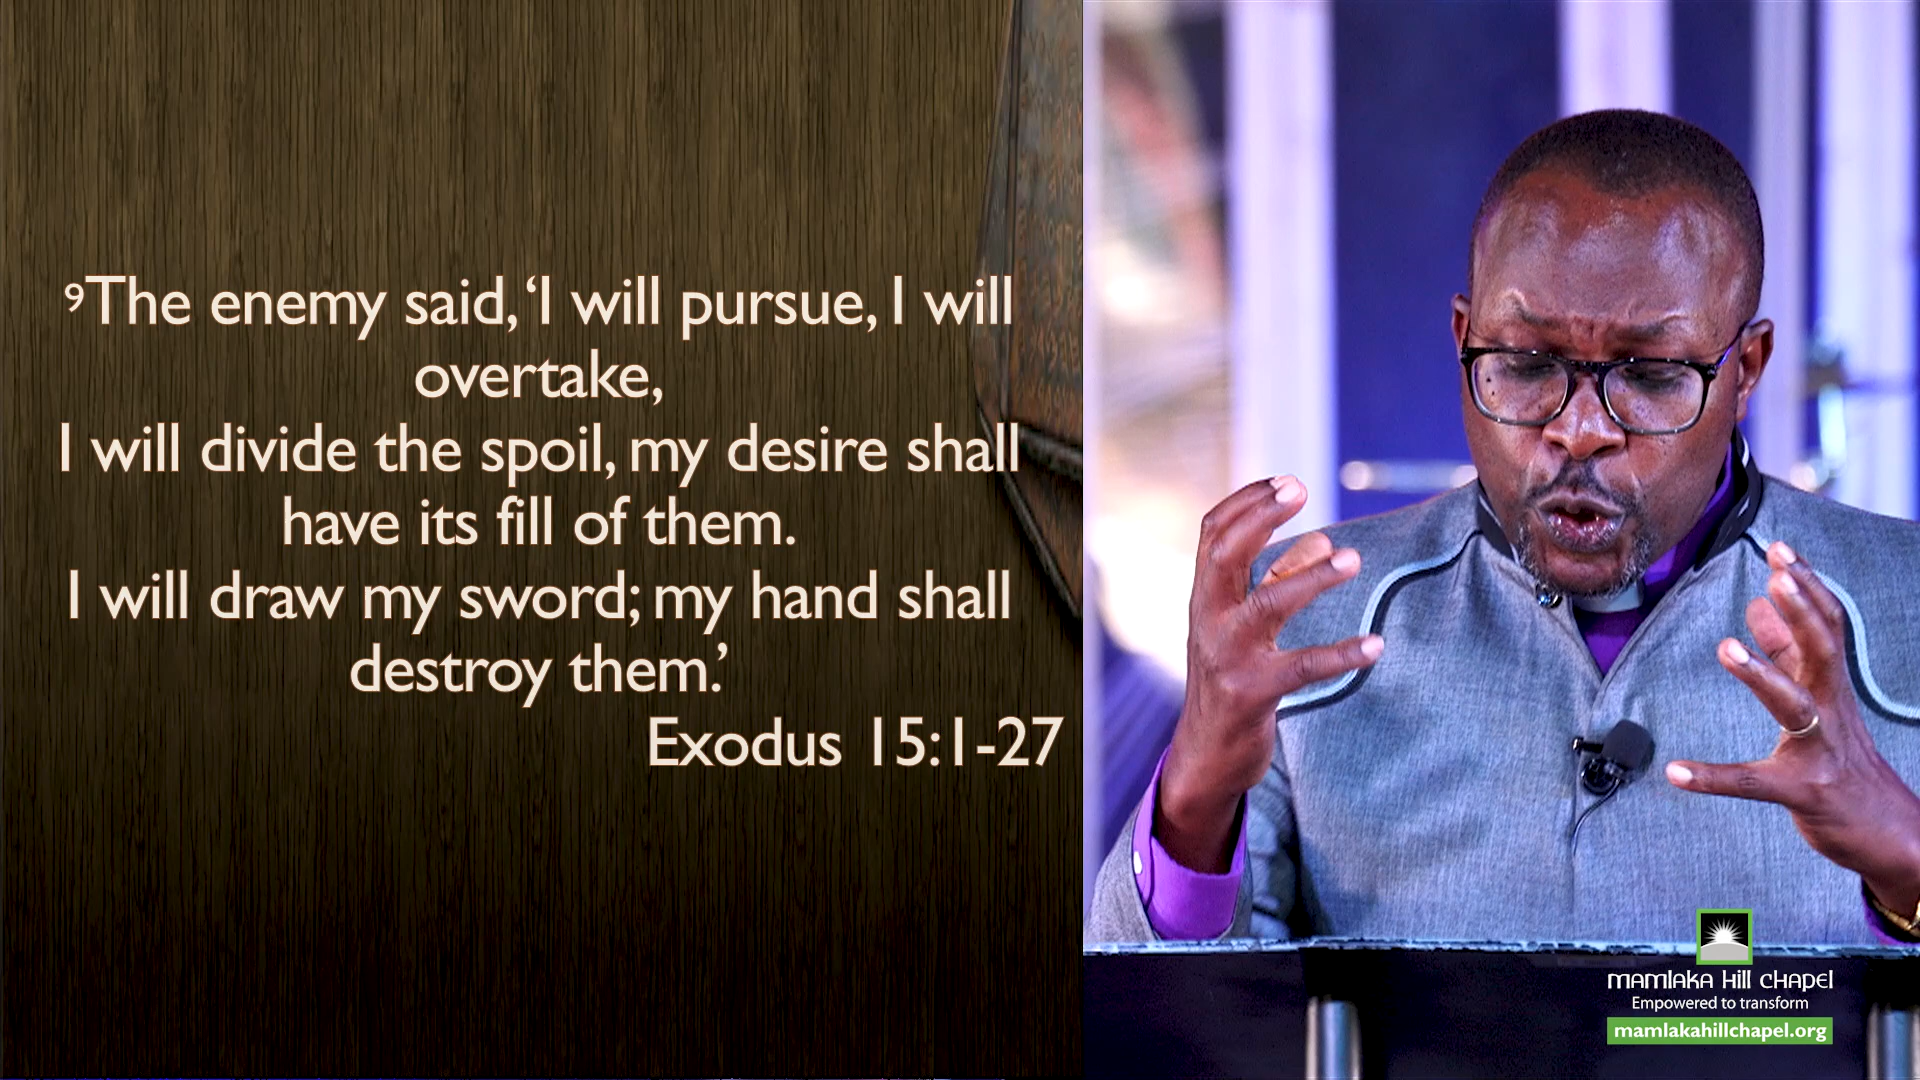 ⁹The enemy said, ‘I will pursue, I will
overtake,
I will divide the spoil, my desire shall
have its fill of them.
I will draw my sword; my hand shall
destroy them.’
Exodus 15:1-27
mamlaka Hill CHAPEL
Empowered to transform
mamlakahillchapel.org